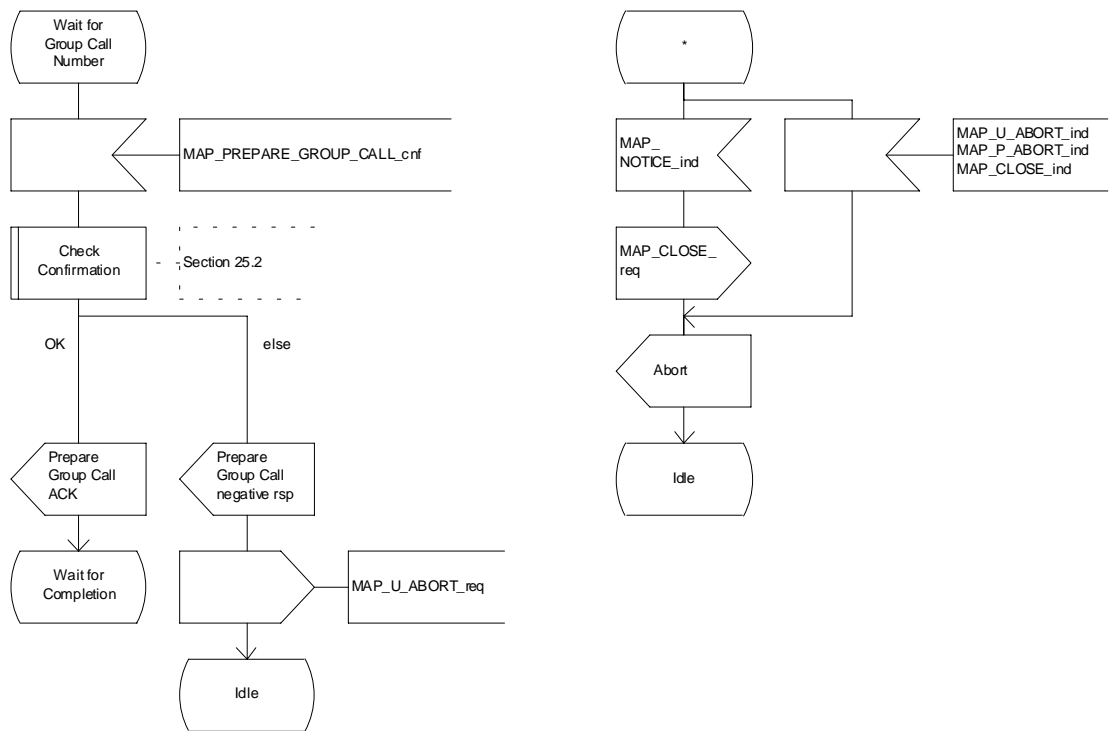 Wait for
Group Call
Number
MAP_PREPARE_GROUP_CALL_cnf
Check
Confirmation
Section 25.2
OK
else
Prepare
Group Call
ACK
Prepare
Group Call
negative rsp
Wait for
Completion
MAP_U_ABORT_req
Idle
*
MAP_
NOTICE_ind
MAP_U_ABORT_ind
MAP_P_ABORT_ind
MAP_CLOSE_ind
MAP_CLOSE_
req
Abort
Idle